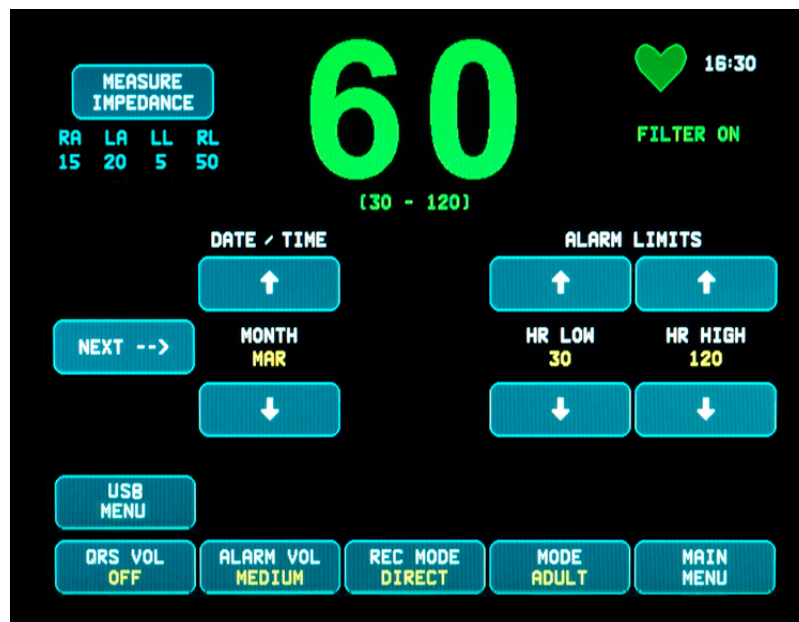 MEASURE
IMPEDANCE
RA LA LL RL
15 20 5 50
60
(30 - 120)
16:30
FILTER ON
DATE / TIME
ALARM LIMITS
NEXT -->
MONTH
MAR
HR LOW
30
HR HIGH
120
USB
MENU
QRS VOL
OFF
ALARM VOL
MEDIUM
REC MODE
DIRECT
MODE
ADULT
MAIN
MENU